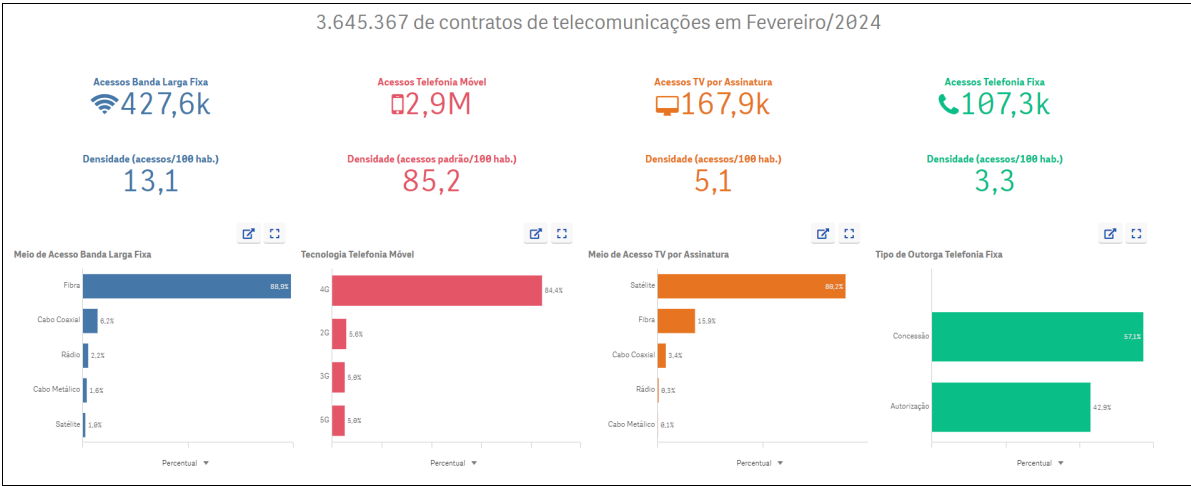 3.645.367 de contratos de telecomunicações em Fevereiro/2024
Acessos Banda Larga Fixa
427,6k
Densidade (acessos/100 hab.)
13,1
Acessos Telefonia Móvel
2,9M
Densidade (acessos padrão/100 hab.)
85,2
Acessos TV por Assinatura
167,9k
Densidade (acessos/100 hab.)
5,1
Acessos Telefonia Fixa
107,3k
Densidade (acessos/100 hab.)
3,3
Meio de Acesso Banda Larga Fixa
Fibra 88,9%
Cabo Coaxial 6,2%
Rádio 2,2%
Cabo Metálico 1,6%
Satélite 1,0%
Percentual
Tecnologia Telefonia Móvel
4G 84,4%
2G 5,6%
3G 5,0%
5G 5,0%
Percentual
Meio de Acesso TV por Assinatura
Satélite 80,2%
Fibra 15,9%
Cabo Coaxial 3,4%
Rádio 0,3%
Cabo Metálico 0,1%
Percentual
Tipo de Outorga Telefonia Fixa
Concessão 57,1%
Autorização 42,9%
Percentual